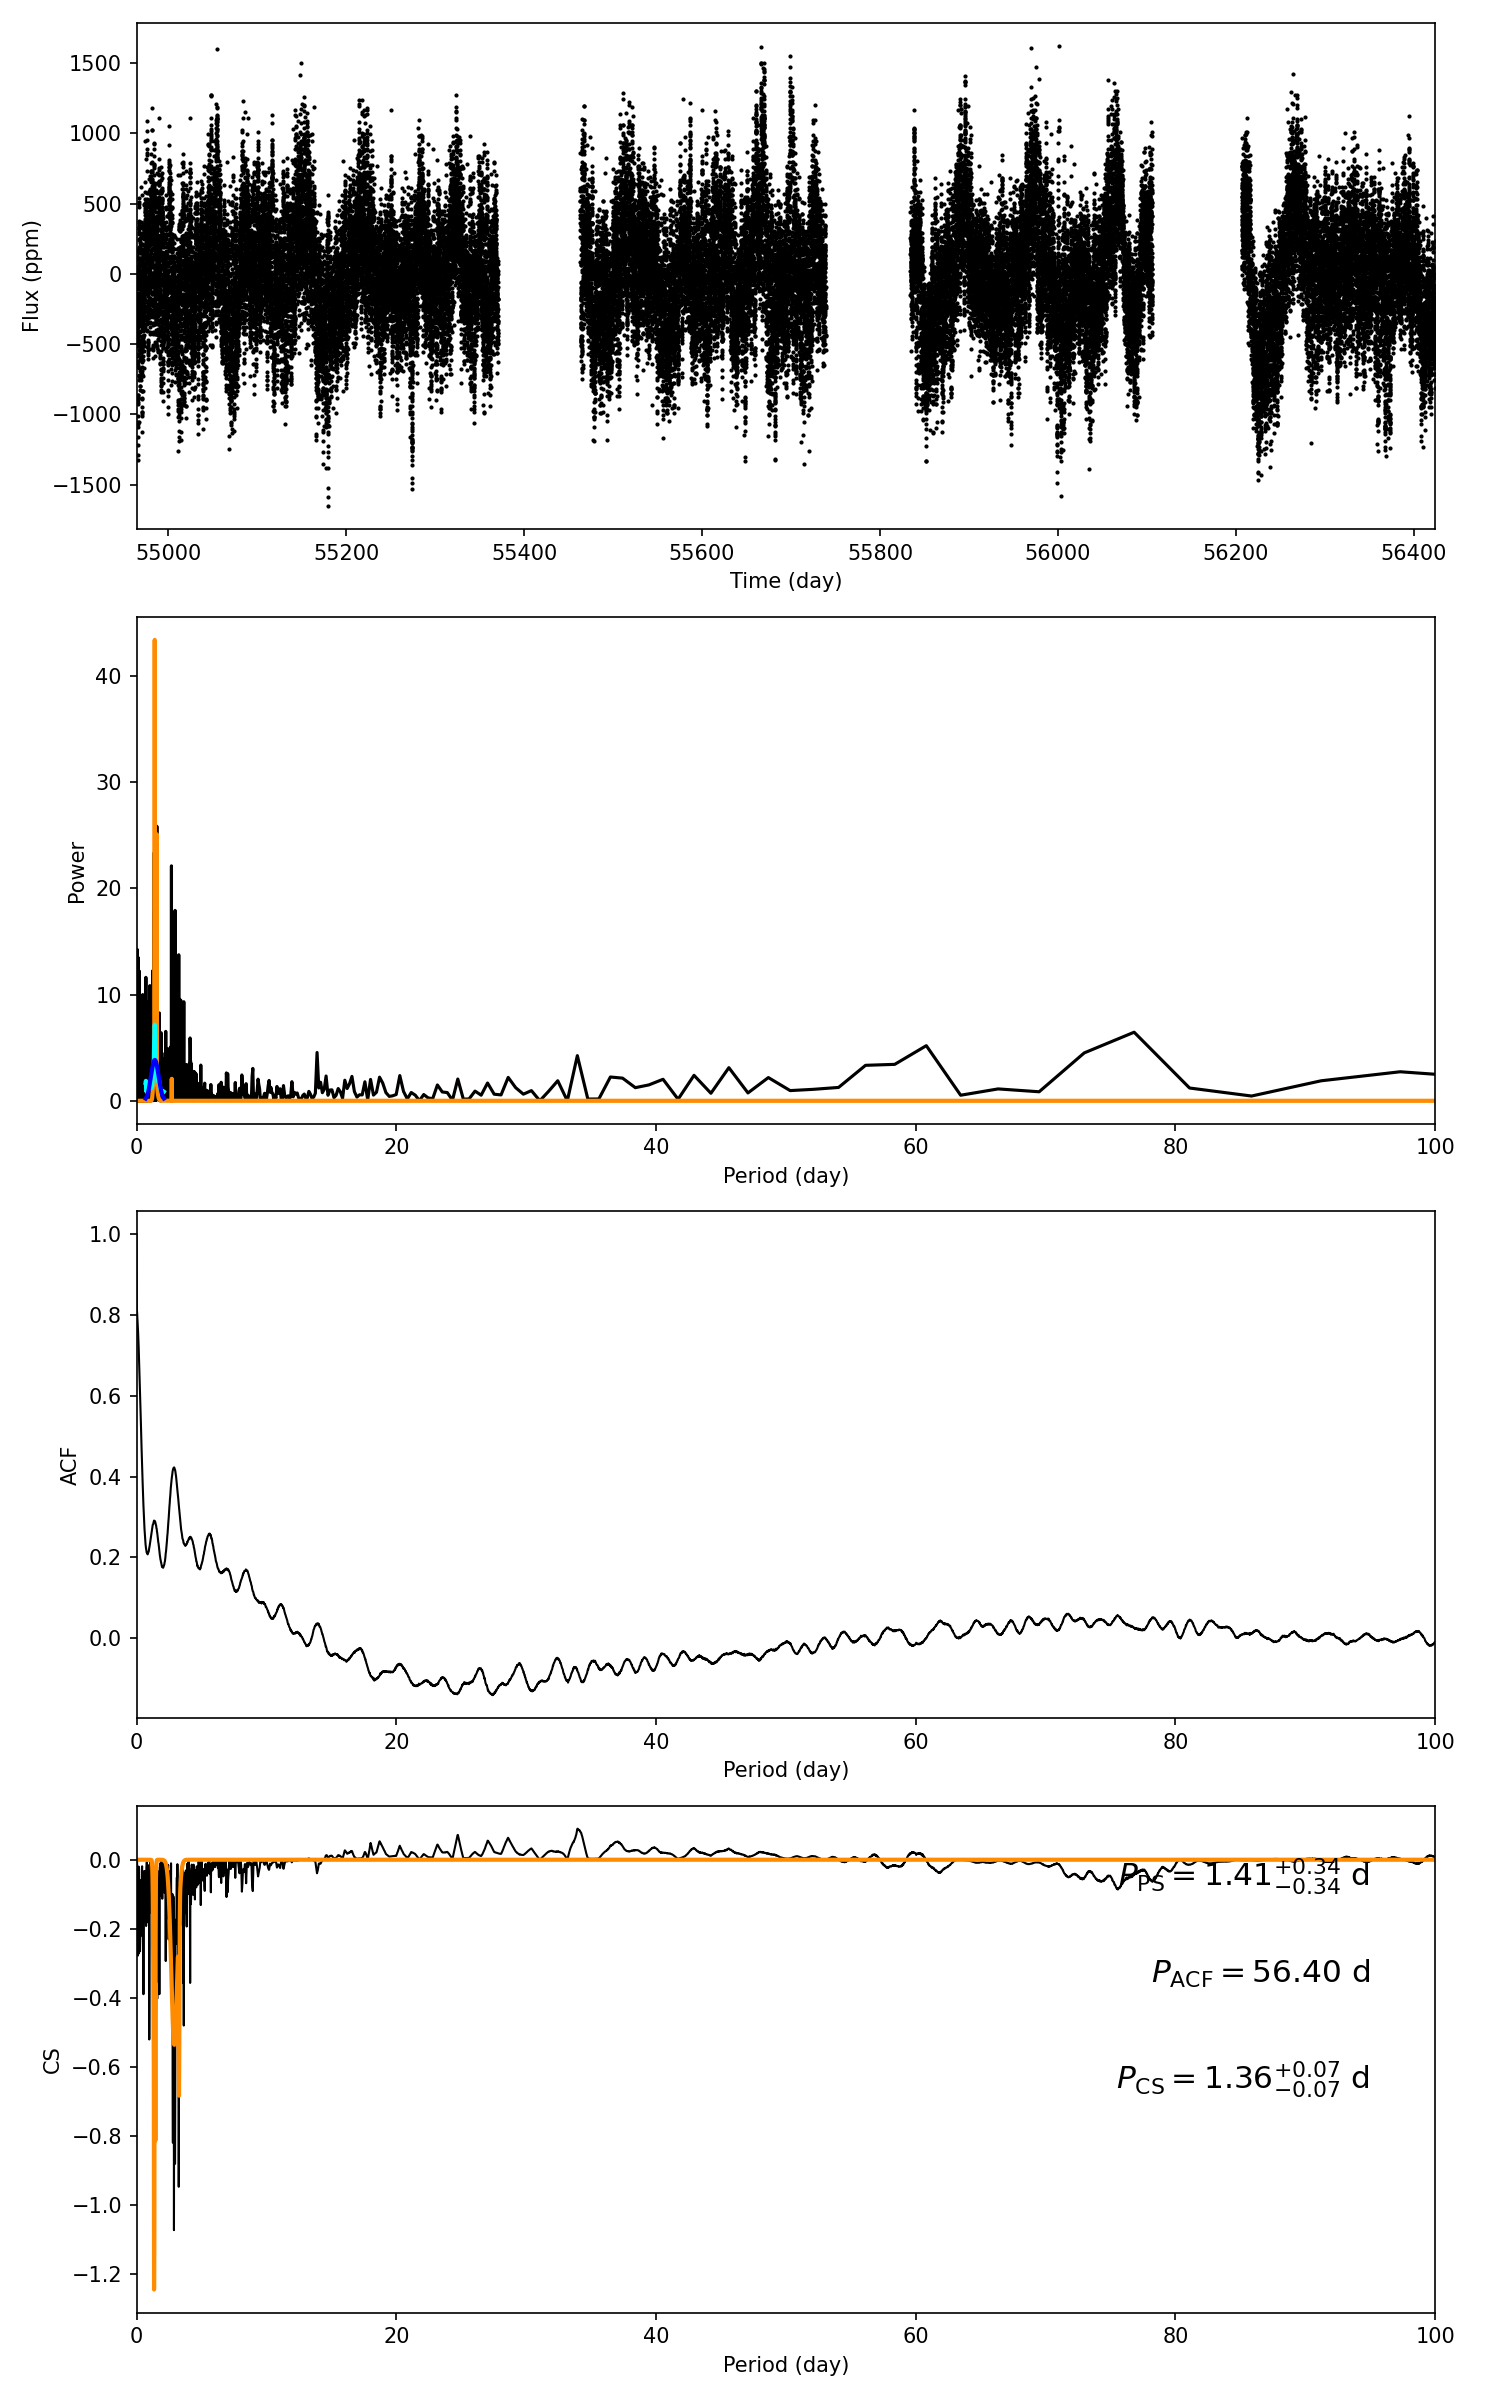 1500
1000
500
0
−500
−1000
−1500
Flux (ppm)
55000 55200 55400 55600 55800 56000 56200 56400
Time (day)
40
30
20
10
0
Power
0 20 40 60 80 100
Period (day)
1.0
0.8
0.6
0.4
0.2
0.0
ACF
0 20 40 60 80 100
Period (day)
0.0
−0.2
−0.4
−0.6
−0.8
−1.0
−1.2
CS
P_PS = 1.41 +0.34 −0.34 d
P_ACF = 56.40 d
P_CS = 1.36 +0.07 −0.07 d
0 20 40 60 80 100
Period (day)